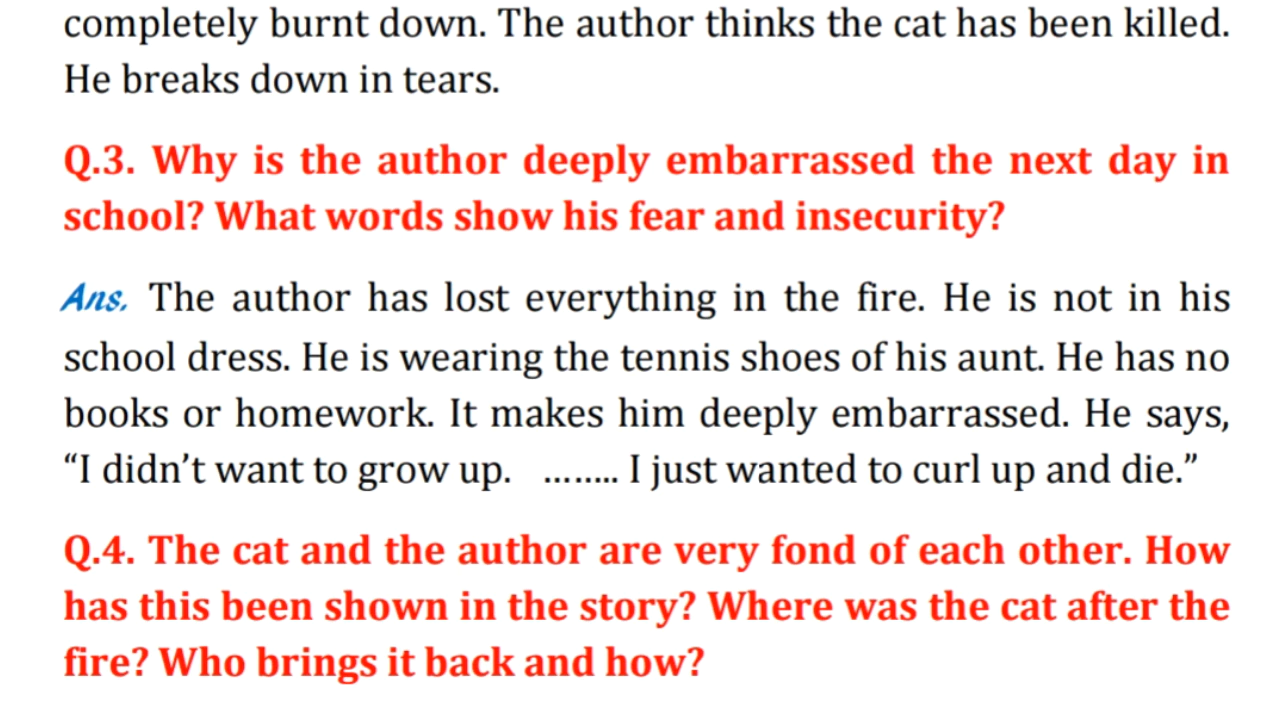 completely burnt down. The author thinks the cat has been killed.
He breaks down in tears.
Q.3. Why is the author deeply embarrassed the next day in
school? What words show his fear and insecurity?
Ans. The author has lost everything in the fire. He is not in his
school dress. He is wearing the tennis shoes of his aunt. He has no
books or homework. It makes him deeply embarrassed. He says,
“I didn’t want to grow up. ........ I just wanted to curl up and die.”
Q.4. The cat and the author are very fond of each other. How
has this been shown in the story? Where was the cat after the
fire? Who brings it back and how?